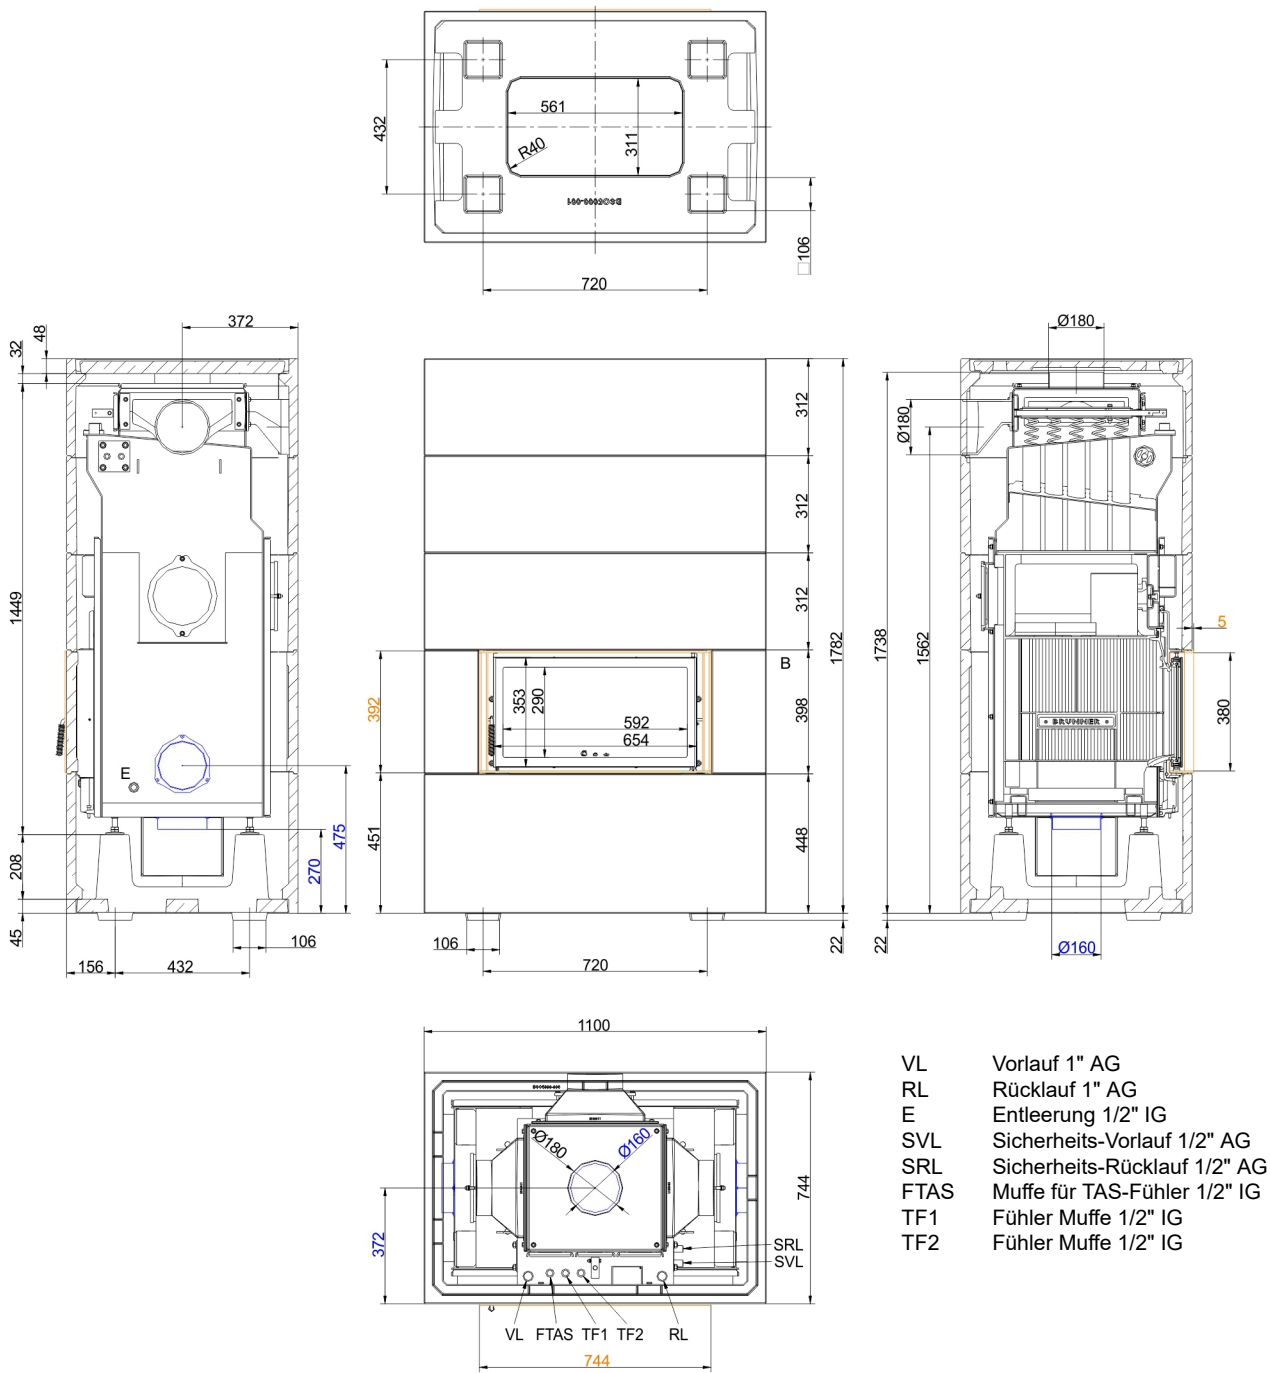 432
561
311
R40
DSO5000-001
□106
720
372
48
32
1449
208
45
E
475
270
106
156
432
312
312
312
1782
B
398
392
353
290
592
654
451
448
22
106
720
Ø180
Ø180
1738
1562
5
380
BRUNNER
22
Ø160
1100
Ø180
Ø160
744
372
SRL
SVL
VL FTAS TF1 TF2 RL
744
VL Vorlauf 1" AG
RL Rücklauf 1" AG
E Entleerung 1/2" IG
SVL Sicherheits-Vorlauf 1/2" AG
SRL Sicherheits-Rücklauf 1/2" AG
FTAS Muffe für TAS-Fühler 1/2" IG
TF1 Fühler Muffe 1/2" IG
TF2 Fühler Muffe 1/2" IG